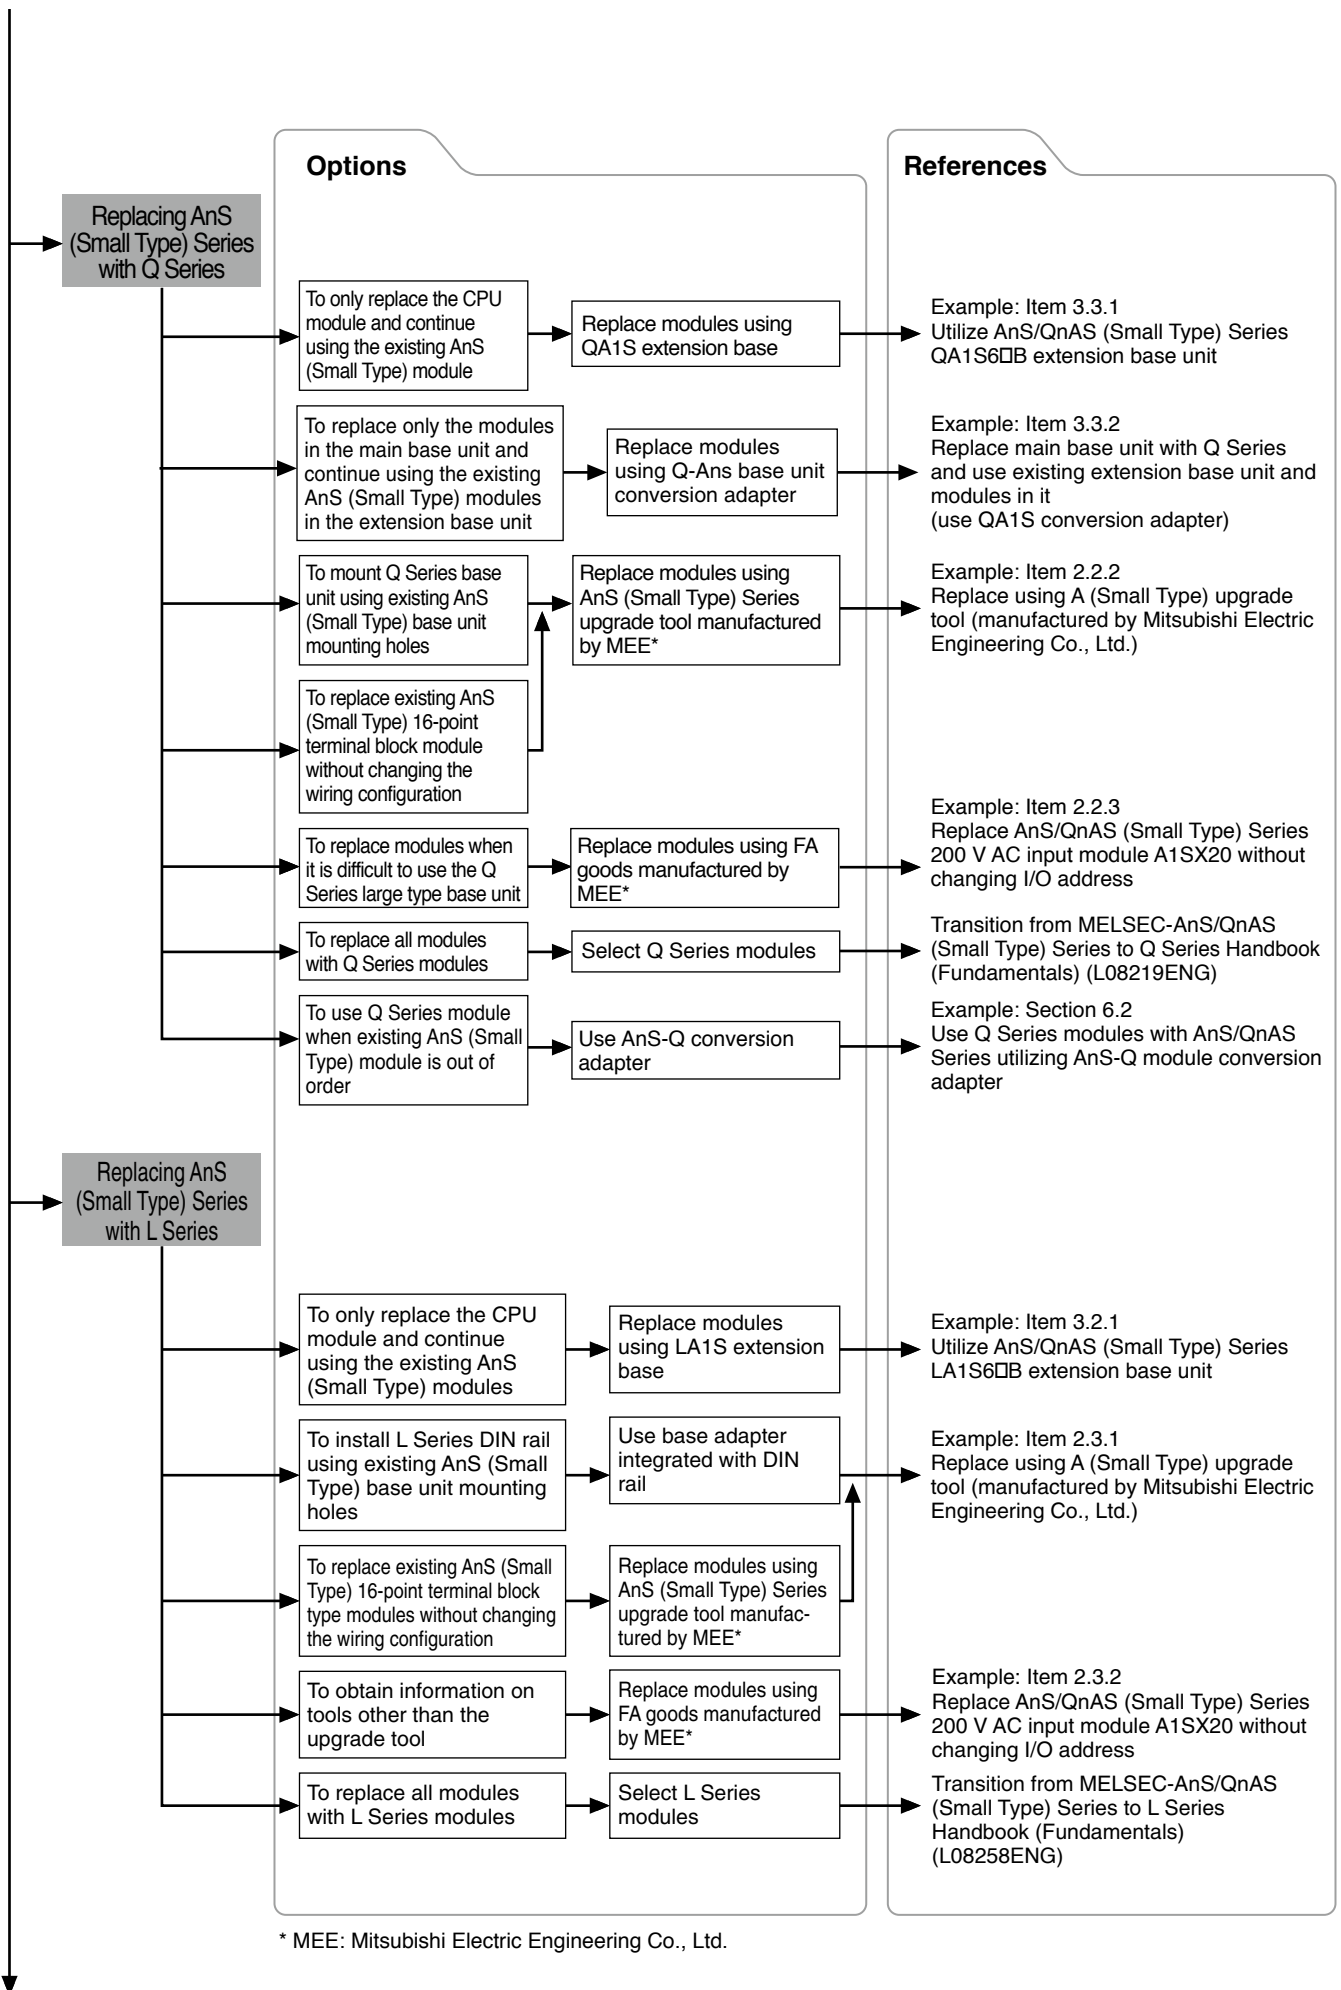 Options
References
Replacing AnS
(Small Type) Series
with Q Series
To only replace the CPU
module and continue
using the existing AnS
(Small Type) module
Replace modules using
QA1S extension base
Example: Item 3.3.1
Utilize AnS/QnAS (Small Type) Series
QA1S6□B extension base unit
To replace only the modules
in the main base unit and
continue using the existing
AnS (Small Type) modules
in the extension base unit
Replace modules
using Q-Ans base unit
conversion adapter
Example: Item 3.3.2
Replace main base unit with Q Series
and use existing extension base unit and
modules in it
(use QA1S conversion adapter)
To mount Q Series base
unit using existing AnS
(Small Type) base unit
mounting holes
Replace modules using
AnS (Small Type) Series
upgrade tool manufactured
by MEE*
Example: Item 2.2.2
Replace using A (Small Type) upgrade
tool (manufactured by Mitsubishi Electric
Engineering Co., Ltd.)
To replace existing AnS
(Small Type) 16-point
terminal block module
without changing the
wiring configuration
To replace modules when
it is difficult to use the Q
Series large type base unit
Replace modules using FA
goods manufactured by
MEE*
Example: Item 2.2.3
Replace AnS/QnAS (Small Type) Series
200 V AC input module A1SX20 without
changing I/O address
To replace all modules
with Q Series modules
Select Q Series modules
Transition from MELSEC-AnS/QnAS
(Small Type) Series to Q Series Handbook
(Fundamentals) (L08219ENG)
To use Q Series module
when existing AnS (Small
Type) module is out of
order
Use AnS-Q conversion
adapter
Example: Section 6.2
Use Q Series modules with AnS/QnAS
Series utilizing AnS-Q module conversion
adapter
Replacing AnS
(Small Type) Series
with L Series
To only replace the CPU
module and continue
using the existing AnS
(Small Type) modules
Replace modules
using LA1S extension
base
Example: Item 3.2.1
Utilize AnS/QnAS (Small Type) Series
LA1S6□B extension base unit
To install L Series DIN rail
using existing AnS (Small
Type) base unit mounting
holes
Use base adapter
integrated with DIN
rail
Example: Item 2.3.1
Replace using A (Small Type) upgrade
tool (manufactured by Mitsubishi Electric
Engineering Co., Ltd.)
To replace existing AnS (Small
Type) 16-point terminal block
type modules without changing
the wiring configuration
Replace modules using
AnS (Small Type) Series
upgrade tool manufac-
tured by MEE*
To obtain information on
tools other than the
upgrade tool
Replace modules using
FA goods manufactured
by MEE*
Example: Item 2.3.2
Replace AnS/QnAS (Small Type) Series
200 V AC input module A1SX20 without
changing I/O address
To replace all modules
with L Series modules
Select L Series
modules
Transition from MELSEC-AnS/QnAS
(Small Type) Series to L Series
Handbook (Fundamentals)
(L08258ENG)
* MEE: Mitsubishi Electric Engineering Co., Ltd.